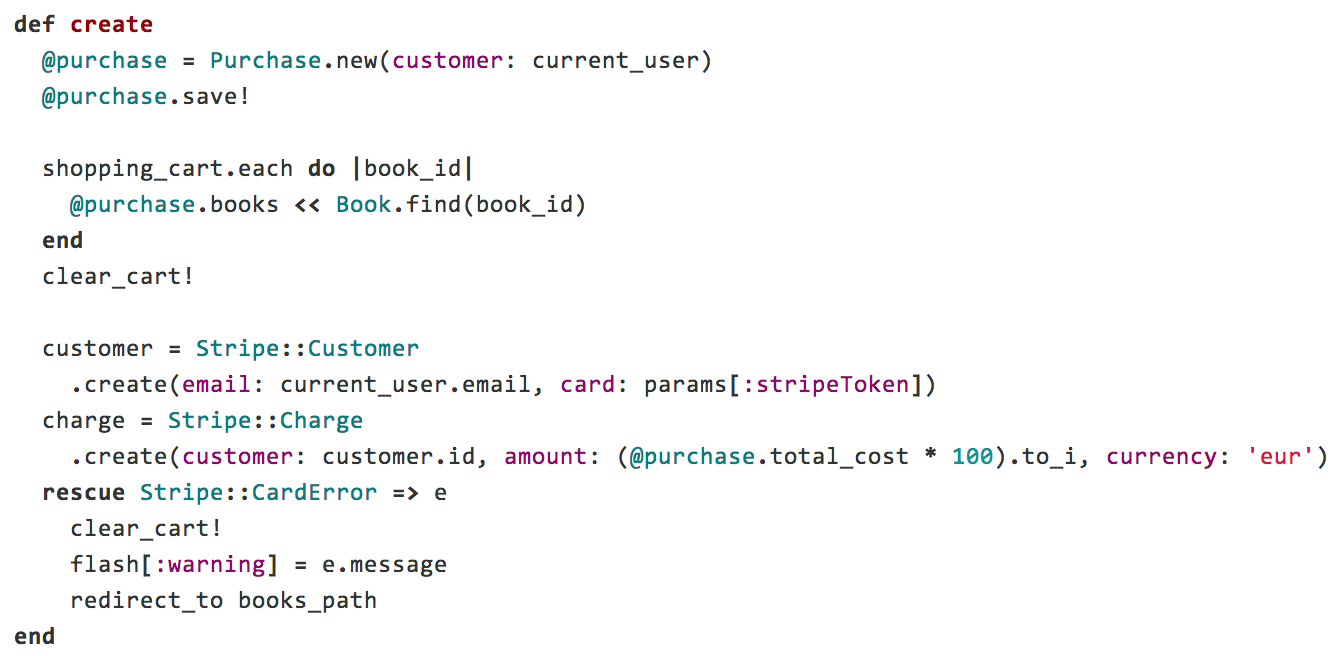 def create
  @purchase = Purchase.new(customer: current_user)
  @purchase.save!

  shopping_cart.each do |book_id|
    @purchase.books << Book.find(book_id)
  end
  clear_cart!

  customer = Stripe::Customer
    .create(email: current_user.email, card: params[:stripeToken])
  charge = Stripe::Charge
    .create(customer: customer.id, amount: (@purchase.total_cost * 100).to_i, currency: 'eur')
  rescue Stripe::CardError => e
    clear_cart!
    flash[:warning] = e.message
    redirect_to books_path
end